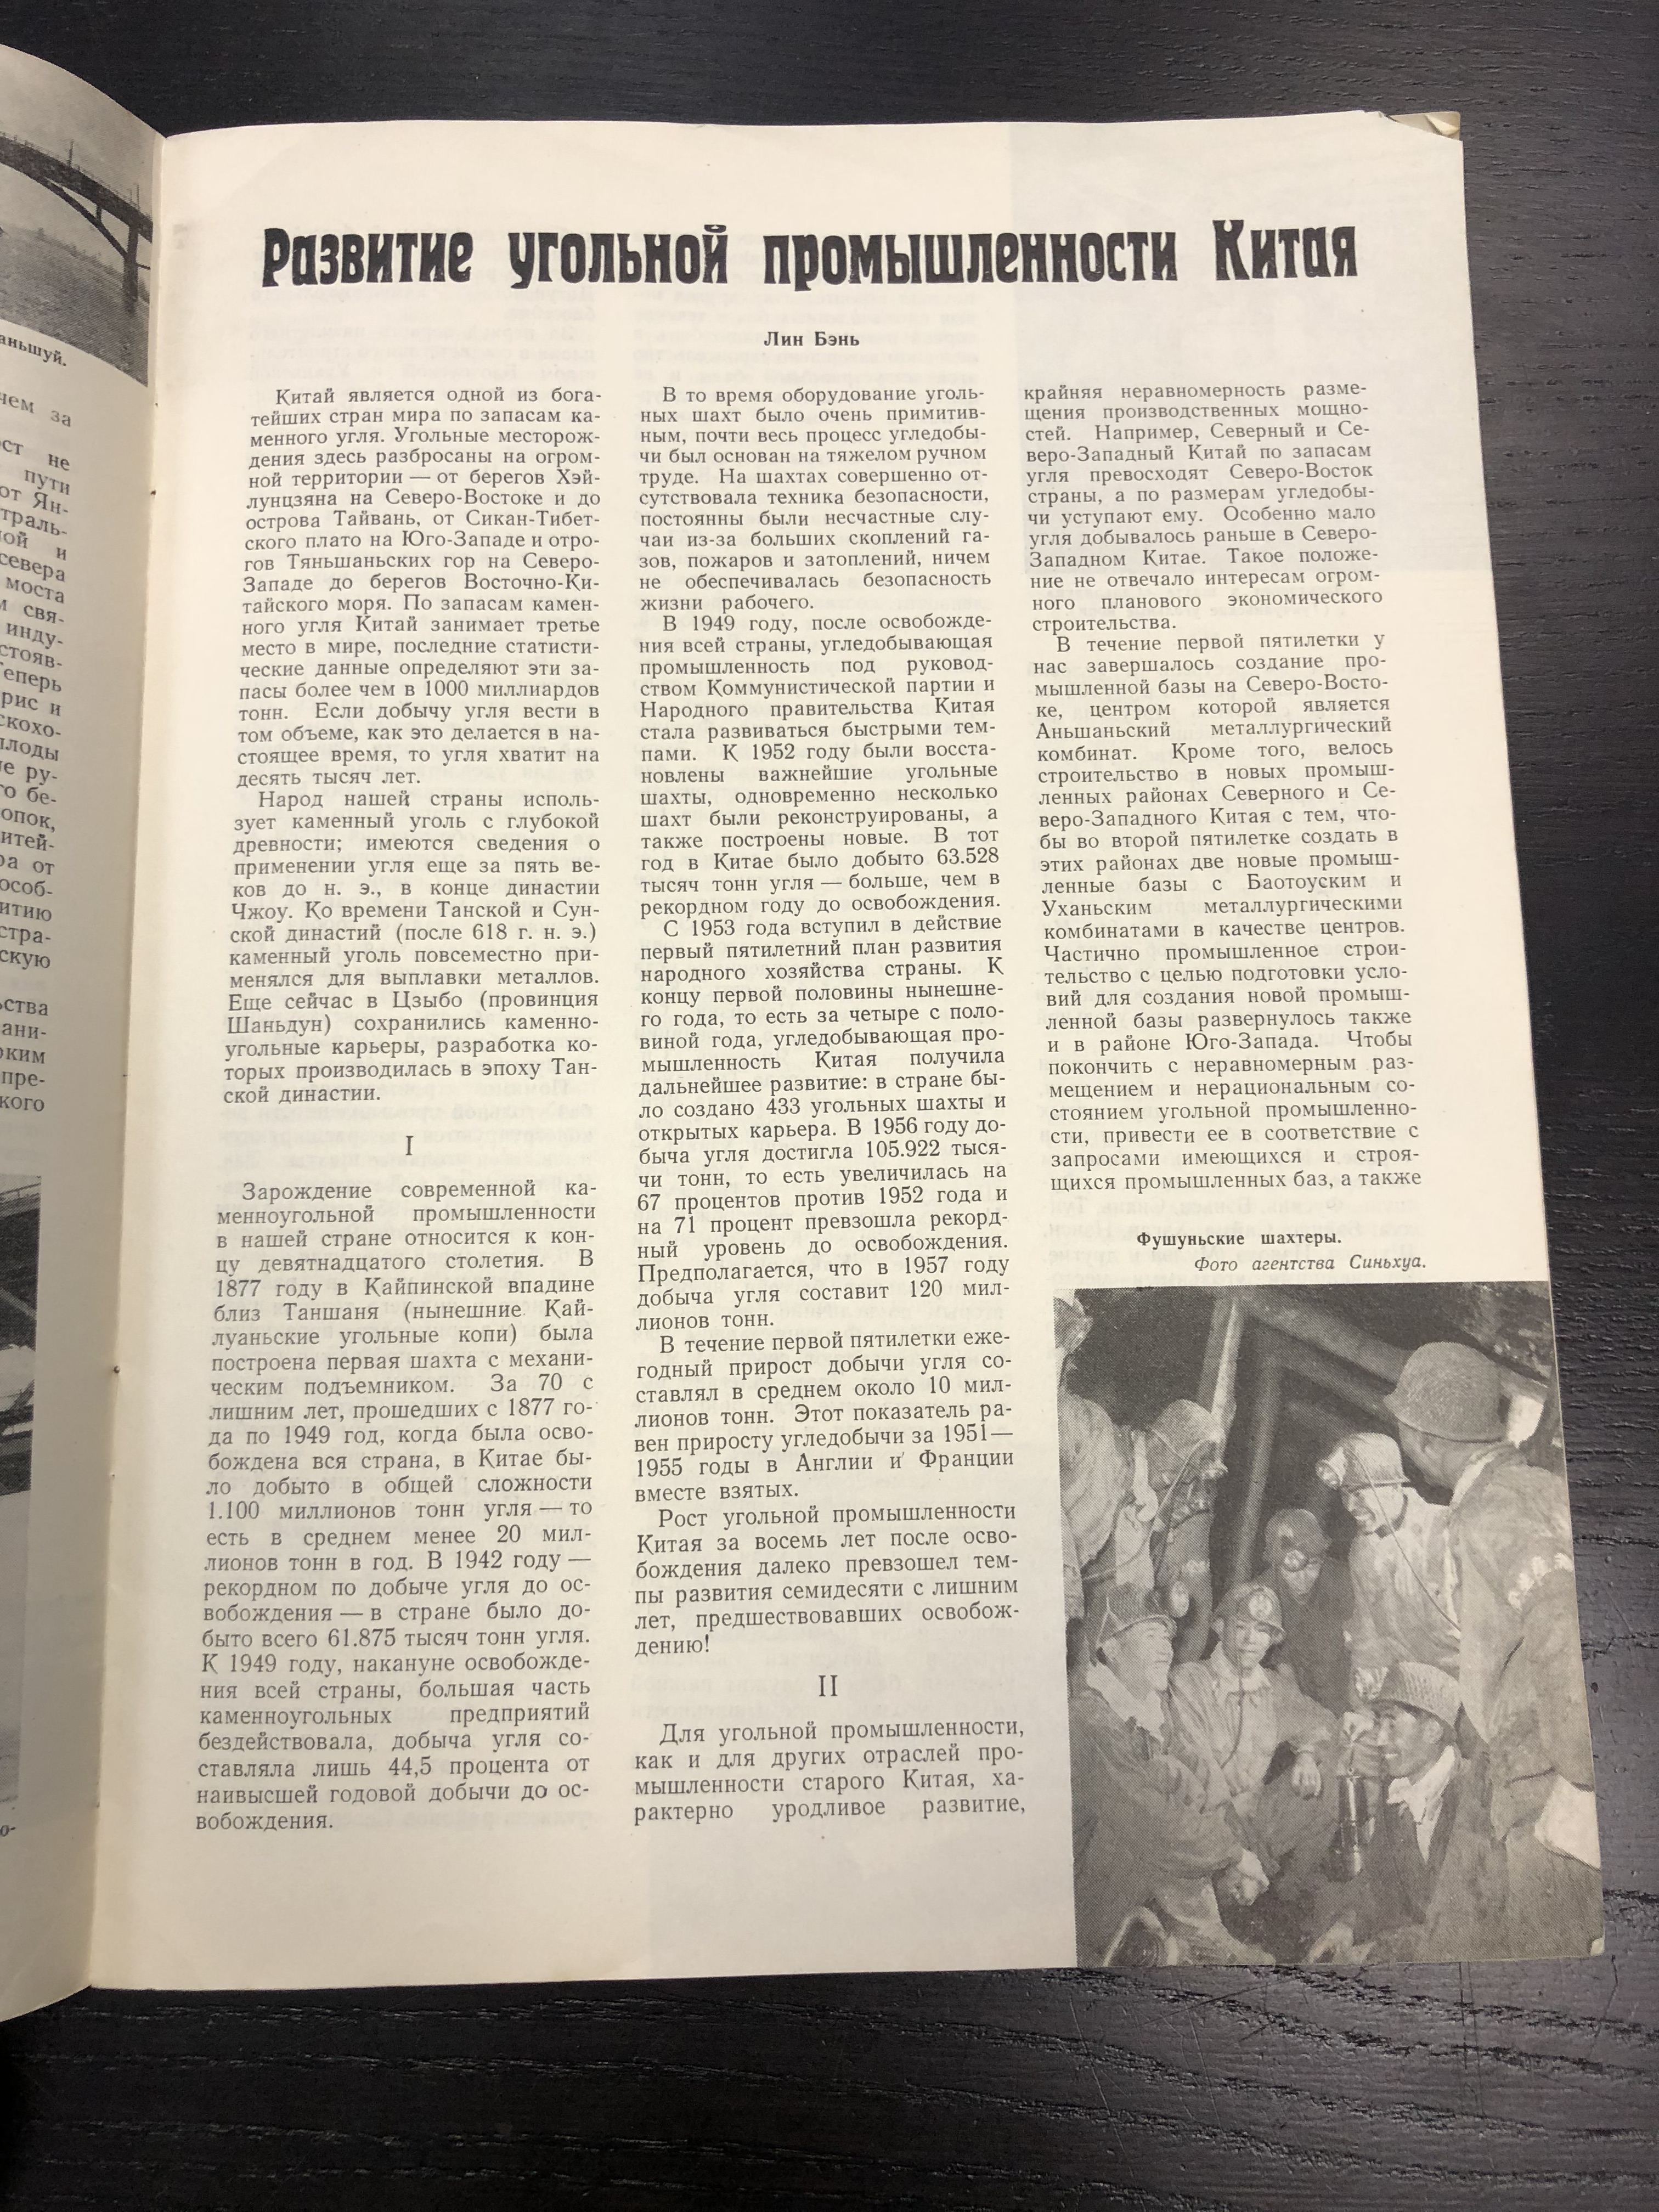 аньшуй.
чем за
ст не
пути
от Ян-
траль-
ной и
севера
моста
м свя-
инду-
стояв-
Теперь
рис и
скохо-
плоды
е ру-
о бе-
опок,
итей-
ра от
особ-
итию
стра-
скую
ства
ани-
оким
пре-
кого
о-
Развитие угольной промышленности Китая
Лин Бэнь
Китай является одной из бога-
тейших стран мира по запасам ка-
менного угля. Угольные месторож-
дения здесь разбросаны на огром-
ной территории — от берегов Хэй-
лунцзяна на Северо-Востоке и до
острова Тайвань, от Сикан-Тибет-
ского плато на Юго-Западе и отро-
гов Тяньшаньских гор на Северо-
Западе до берегов Восточно-Ки-
тайского моря. По запасам камен-
ного угля Китай занимает третье
место в мире, последние статисти-
ческие данные определяют эти за-
пасы более чем в 1000 миллиардов
тонн. Если добычу угля вести в
том объеме, как это делается в на-
стоящее время, то угля хватит на
десять тысяч лет.
Народ нашей страны исполь-
зует каменный уголь с глубокой
древности; имеются сведения о
применении угля еще за пять ве-
ков до н. э., в конце династии
Чжоу. Ко времени Танской и Сун-
ской династий (после 618 г. н. э.)
каменный уголь повсеместно при-
менялся для выплавки металлов.
Еще сейчас в Цзыбо (провинция
Шаньдун) сохранились каменно-
угольные карьеры, разработка ко-
торых производилась в эпоху Тан-
ской династии.
I
Зарождение современной ка-
менноугольной промышленности
в нашей стране относится к кон-
цу девятнадцатого столетия. В
1877 году в Кайпинской впадине
близ Таншаня (нынешние Кай-
луаньские угольные копи) была
построена первая шахта с механи-
ческим подъемником. За 70 с
лишним лет, прошедших с 1877 го-
да по 1949 год, когда была осво-
бождена вся страна, в Китае бы-
ло добыто в общей сложности
1.100 миллионов тонн угля — то
есть в среднем менее 20 мил-
лионов тонн в год. В 1942 году —
рекордном по добыче угля до ос-
вобождения — в стране было до-
быто всего 61.875 тысяч тонн угля.
К 1949 году, накануне освобожде-
ния всей страны, большая часть
каменноугольных предприятий
бездействовала, добыча угля со-
ставляла лишь 44,5 процента от
наивысшей годовой добычи до ос-
вобождения.
В то время оборудование уголь-
ных шахт было очень примитив-
ным, почти весь процесс угледобы-
чи был основан на тяжелом ручном
труде. На шахтах совершенно от-
сутствовала техника безопасности,
постоянны были несчастные слу-
чаи из-за больших скоплений га-
зов, пожаров и затоплений, ничем
не обеспечивалась безопасность
жизни рабочего.
В 1949 году, после освобожде-
ния всей страны, угледобывающая
промышленность под руковод-
ством Коммунистической партии и
Народного правительства Китая
стала развиваться быстрыми тем-
пами. К 1952 году были восста-
новлены важнейшие угольные
шахты, одновременно несколько
шахт были реконструированы, а
также построены новые. В тот
год в Китае было добыто 63.528
тысяч тонн угля — больше, чем в
рекордном году до освобождения.
С 1953 года вступил в действие
первый пятилетний план развития
народного хозяйства страны. К
концу первой половины нынешне-
го года, то есть за четыре с поло-
виной года, угледобывающая про-
мышленность Китая получила
дальнейшее развитие: в стране бы-
ло создано 433 угольных шахты и
открытых карьера. В 1956 году до-
быча угля достигла 105.922 тыся-
чи тонн, то есть увеличилась на
67 процентов против 1952 года и
на 71 процент превзошла рекорд-
ный уровень до освобождения.
Предполагается, что в 1957 году
добыча угля составит 120 мил-
лионов тонн.
В течение первой пятилетки еже-
годный прирост добычи угля со-
ставлял в среднем около 10 мил-
лионов тонн. Этот показатель ра-
вен приросту угледобычи за 1951—
1955 годы в Англии и Франции
вместе взятых.
Рост угольной промышленности
Китая за восемь лет после осво-
бождения далеко превзошел тем-
пы развития семидесяти с лишним
лет, предшествовавших освобож-
дению!
II
Для угольной промышленности,
как и для других отраслей про-
мышленности старого Китая, ха-
рактерно уродливое развитие,
крайняя неравномерность разме-
щения производственных мощно-
стей. Например, Северный и Се-
веро-Западный Китай по запасам
угля превосходят Северо-Восток
страны, а по размерам угледобы-
чи уступают ему. Особенно мало
угля добывалось раньше в Северо-
Западном Китае. Такое положе-
ние не отвечало интересам огром-
ного планового экономического
строительства.
В течение первой пятилетки у
нас завершалось создание про-
мышленной базы на Северо-Восто-
ке, центром которой является
Аньшаньский металлургический
комбинат. Кроме того, велось
строительство в новых промыш-
ленных районах Северного и Се-
веро-Западного Китая с тем, что-
бы во второй пятилетке создать в
этих районах две новые промыш-
ленные базы с Баотоуским и
Уханьским металлургическими
комбинатами в качестве центров.
Частично промышленное строи-
тельство с целью подготовки усло-
вий для создания новой промыш-
ленной базы развернулось также
и в районе Юго-Запада. Чтобы
покончить с неравномерным раз-
мещением и нерациональным со-
стоянием угольной промышленно-
сти, привести ее в соответствие с
запросами имеющихся и строя-
щихся промышленных баз, а также
Фушуньские шахтеры.
Фото агентства Синьхуа.